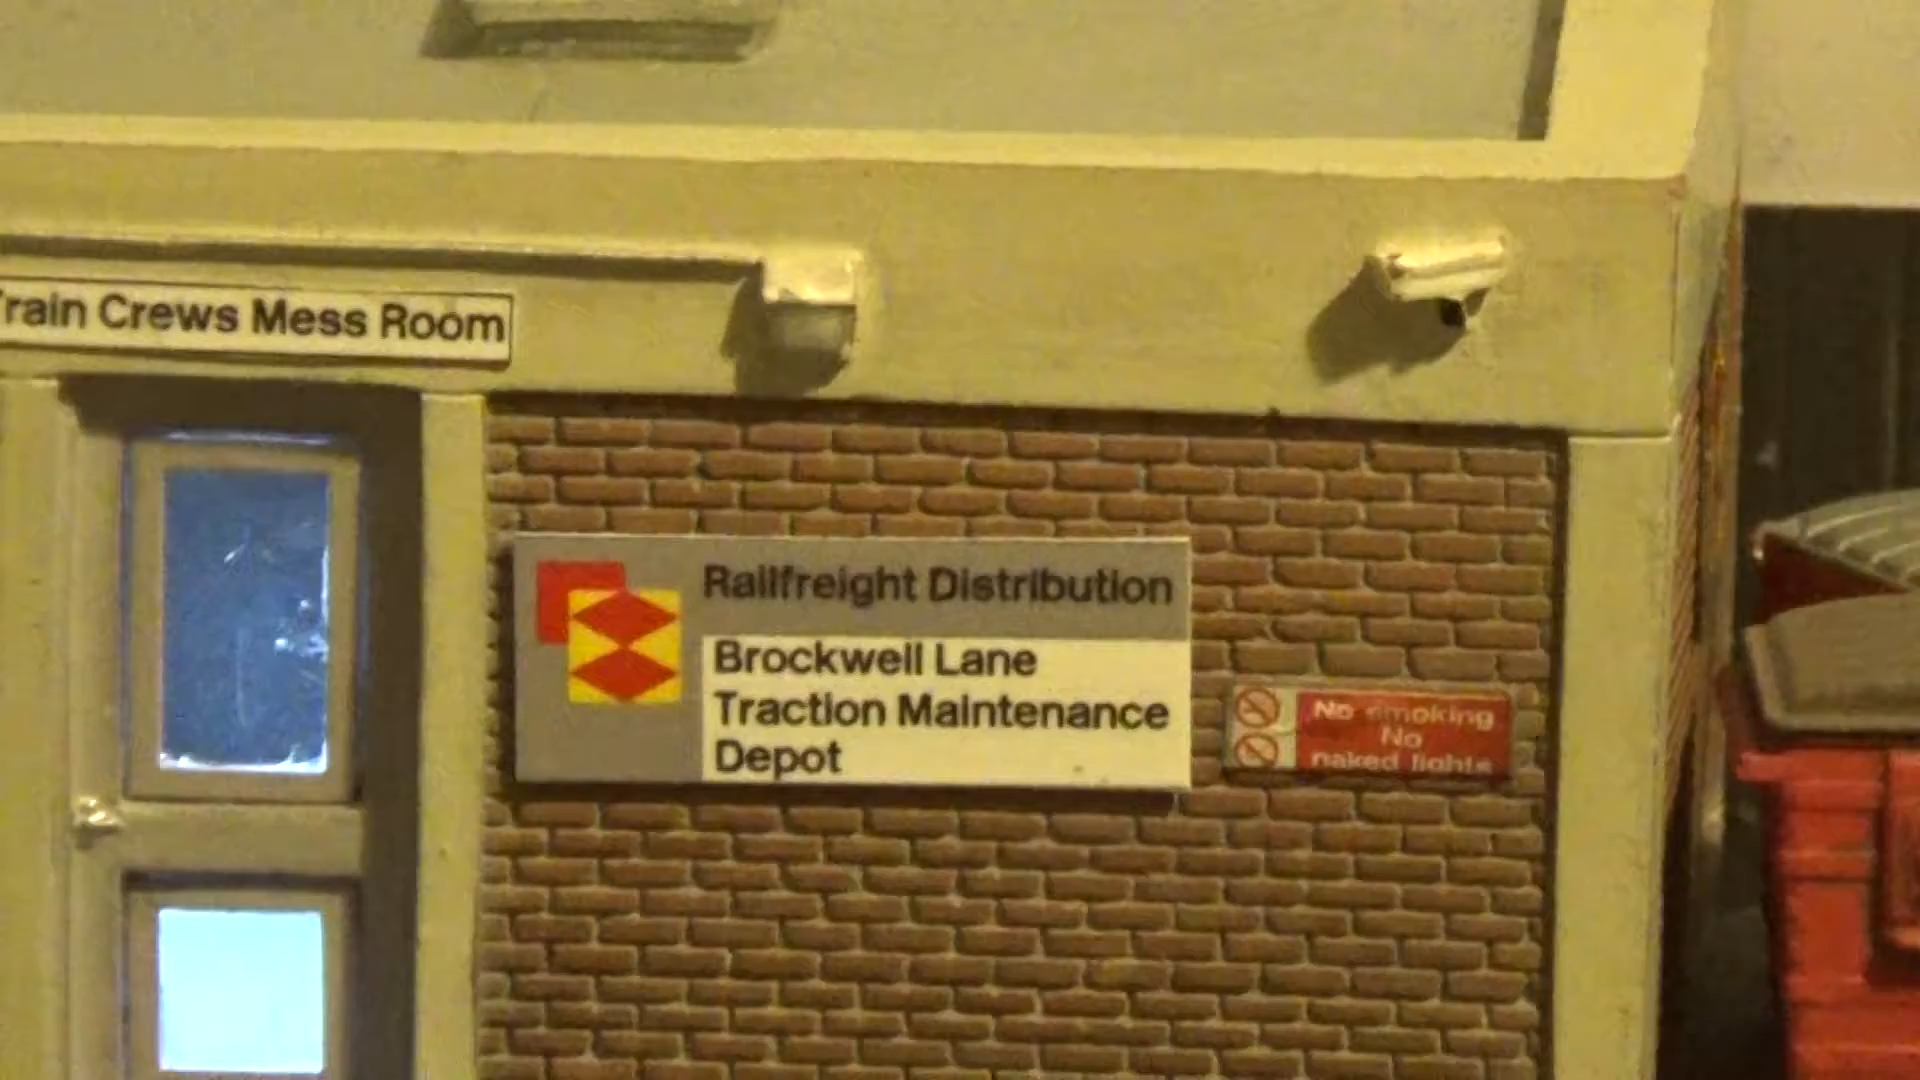 Train Crews Mess Room
Railfreight Distribution
Brockwell Lane
Traction Maintenance
Depot
No smoking
No
naked lights